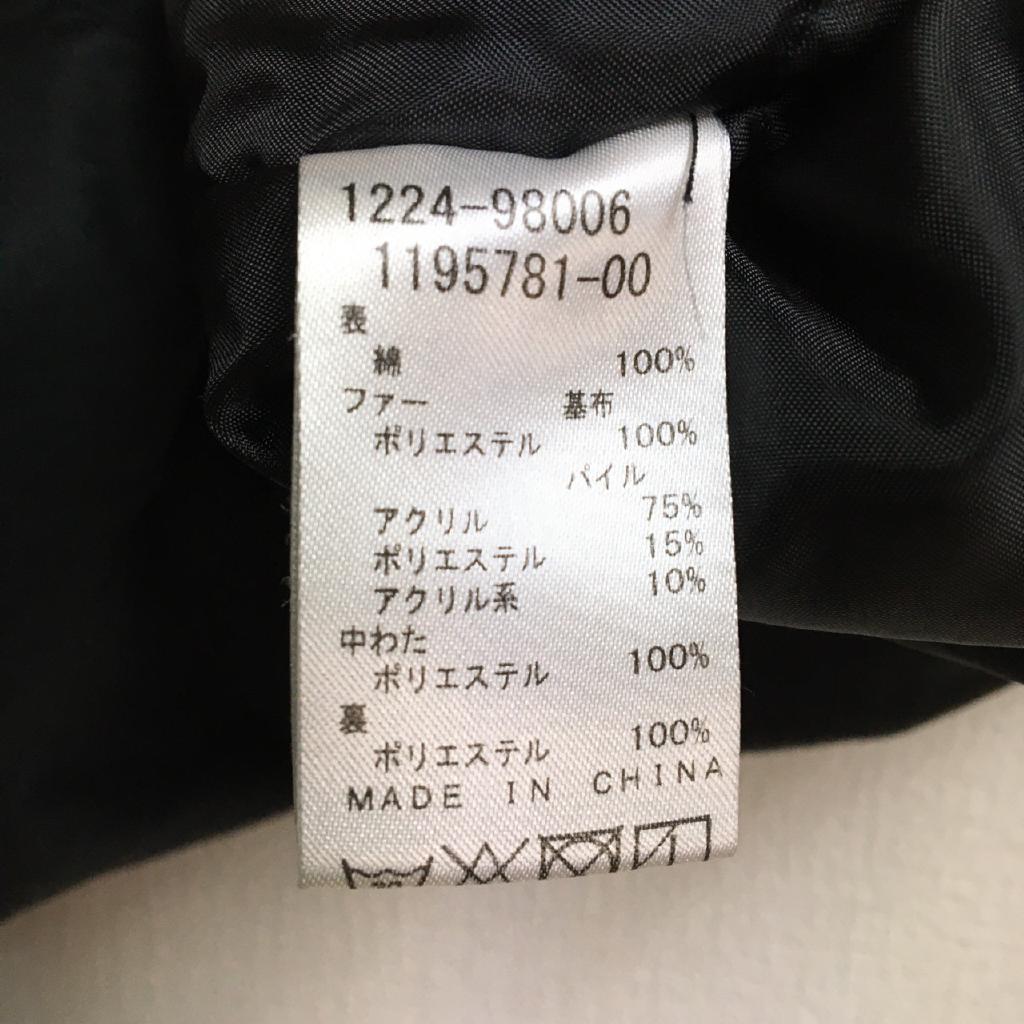 1224-98006
1195781-00
表
綿 100%
ファー 基布
ポリエステル 100%
パイル
アクリル 75%
ポリエステル 15%
アクリル系 10%
中わた
ポリエステル 100%
裏
ポリエステル 100%
MADE IN CHINA